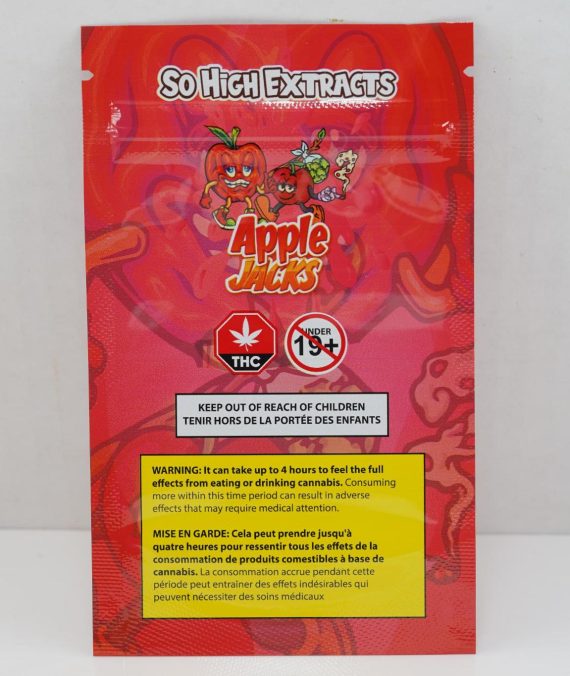 SO HIGH EXTRACTS
Apple
JACKS
THC
UNDER
19+
KEEP OUT OF REACH OF CHILDREN
TENIR HORS DE LA PORTÉE DES ENFANTS
WARNING: It can take up to 4 hours to feel the full
effects from eating or drinking cannabis. Consuming
more within this time period can result in adverse
effects that may require medical attention.
MISE EN GARDE: Cela peut prendre jusqu'à
quatre heures pour ressentir tous les effets de la
consommation de produits comestibles à base de
cannabis. La consommation accrue pendant cette
période peut entraîner des effets indésirables qui
peuvent nécessiter des soins médicaux